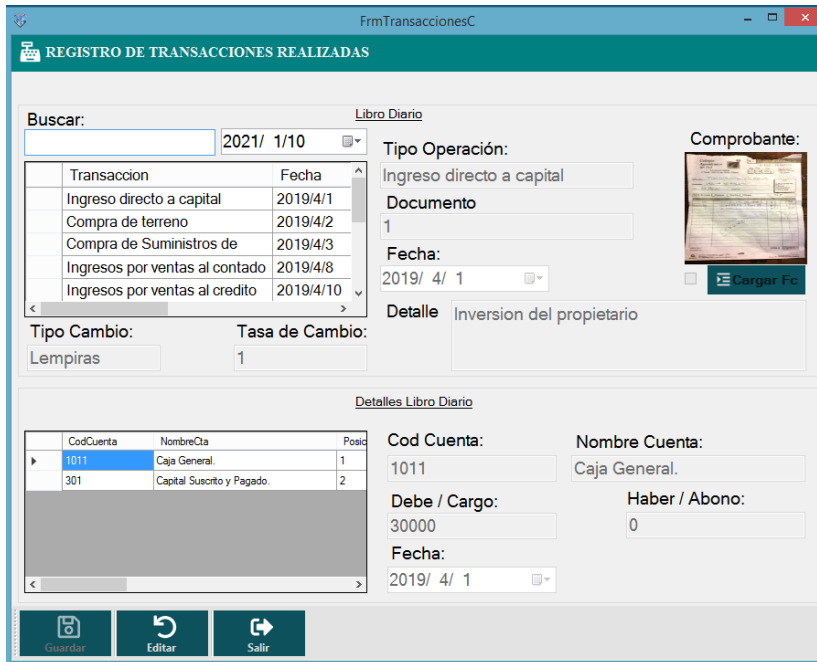 FrmTransaccionesC
REGISTRO DE TRANSACCIONES REALIZADAS
Libro Diario
Buscar:
2021/ 1/10
Transaccion Fecha
Ingreso directo a capital 2019/4/1
Compra de terreno 2019/4/2
Compra de Suministros de 2019/4/3
Ingresos por ventas al contado 2019/4/8
Ingresos por ventas al credito 2019/4/10
Tipo Cambio: Tasa de Cambio:
Lempiras 1
Tipo Operación:
Ingreso directo a capital
Documento
1
Fecha:
2019/ 4/ 1
Detalle Inversion del propietario
Comprobante:
Cargar Fc
Detalles Libro Diario
CodCuenta NombreCta Posic
1011 Caja General. 1
301 Capital Suscrito y Pagado. 2
Cod Cuenta: Nombre Cuenta:
1011 Caja General.
Debe / Cargo: Haber / Abono:
30000 0
Fecha:
2019/ 4/ 1
Guardar Editar Salir